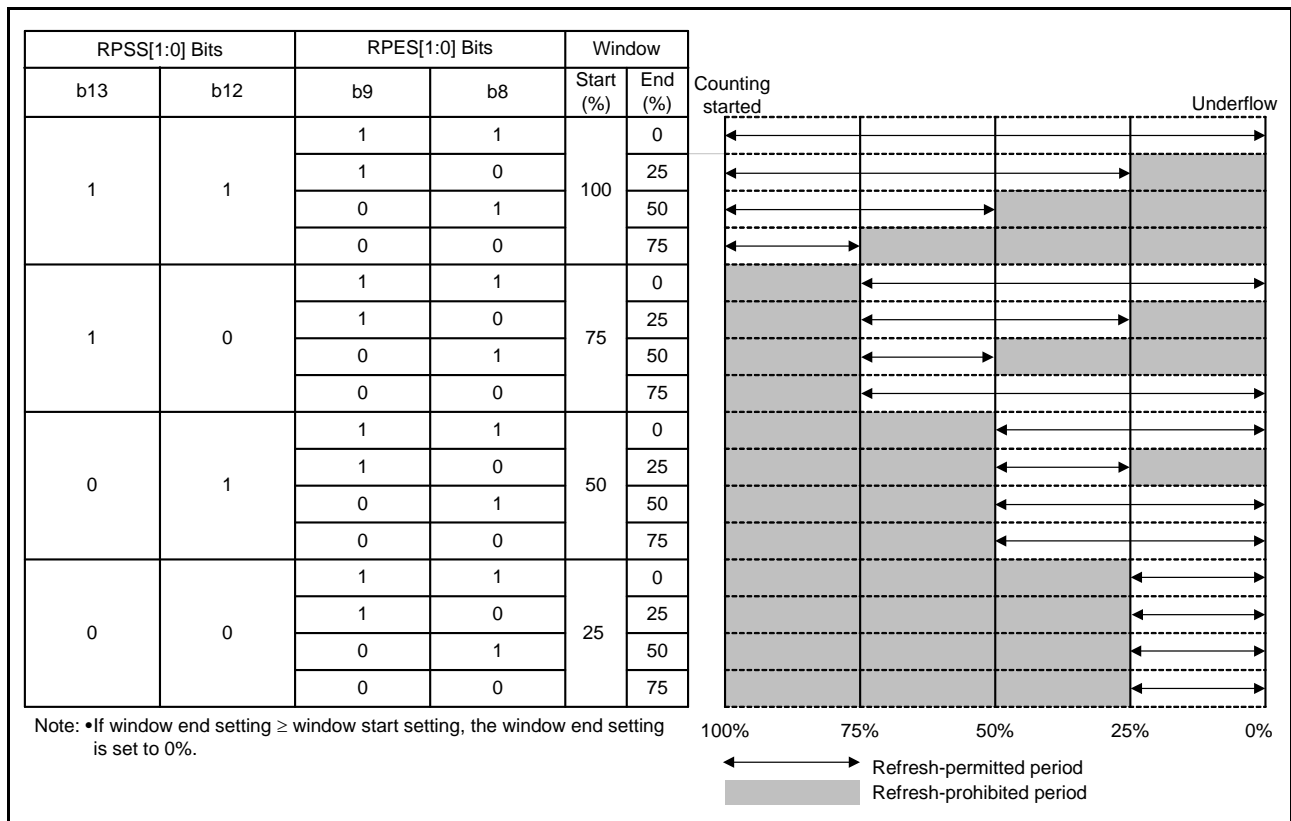 RPSS[1:0] Bits RPES[1:0] Bits Window
b13 b12 b9 b8 Start (%) End (%)
Counting started Underflow
1 1 100 1 1 0
1 0 25
0 1 50
0 0 75
1 0 75 1 1 0
1 0 25
0 1 50
0 0 75
0 1 50 1 1 0
1 0 25
0 1 50
0 0 75
0 0 25 1 1 0
1 0 25
0 1 50
0 0 75
Note: •If window end setting ≥ window start setting, the window end setting
is set to 0%.
100% 75% 50% 25% 0%
Refresh-permitted period
Refresh-prohibited period